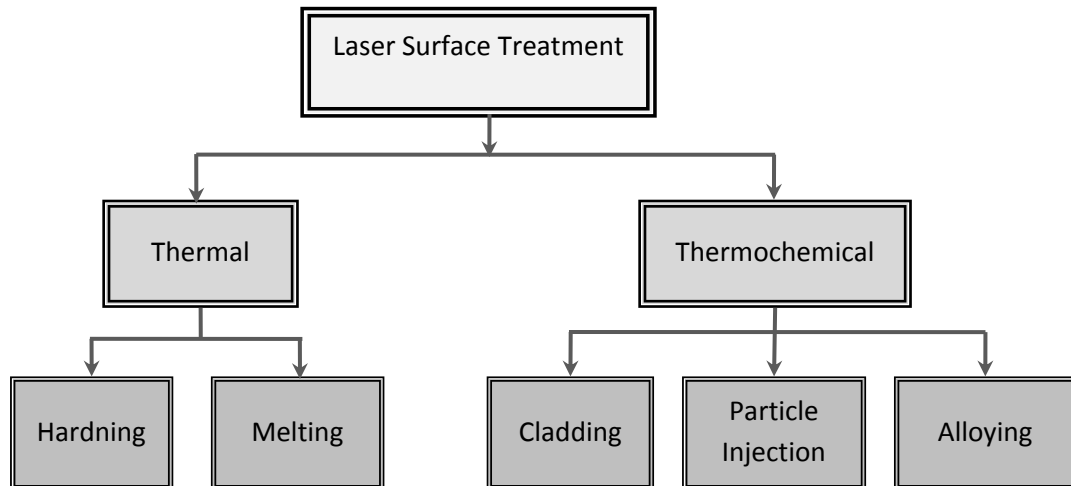 Laser Surface Treatment
Thermal
Thermochemical
Hardning
Melting
Cladding
Particle
Injection
Alloying